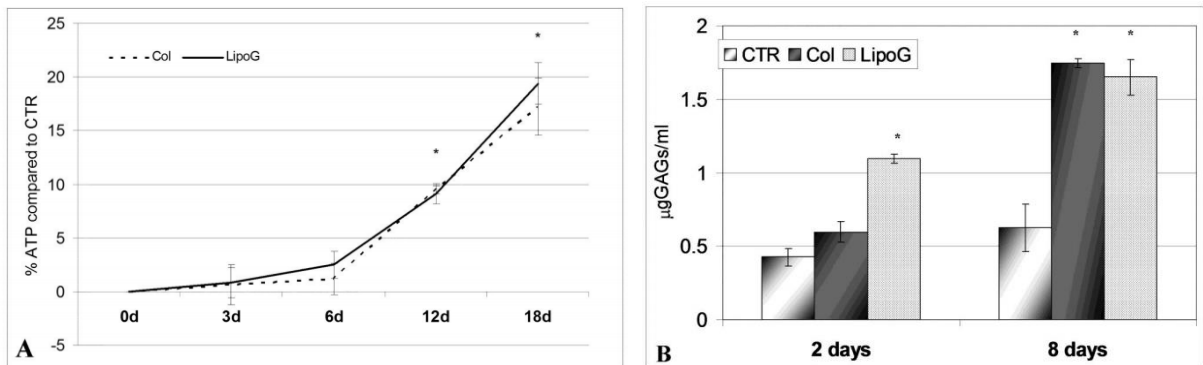 25
20
15
10
5
0
-5
% ATP compared to CTR
Col LipoG
*
*
0d 3d 6d 12d 18d
A
2
1.5
1
0.5
0
µgGAGs/ml
CTR Col LipoG
*
* *
2 days 8 days
B